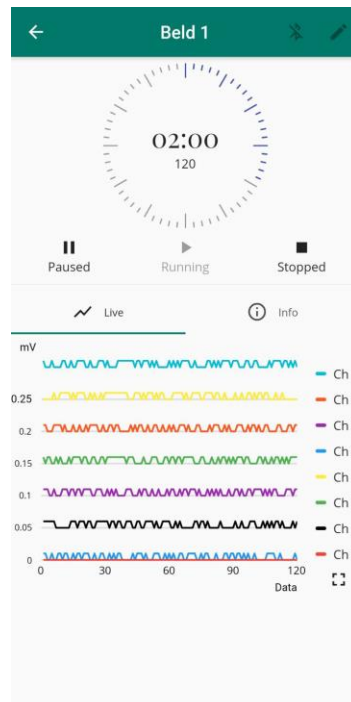 Beld 1
02:00
120
Paused Running Stopped
Live Info
mV
Ch
0.25 Ch
0.2 Ch
Ch
0.15 Ch
0.1 Ch
0.05 Ch
0 Ch
0 30 60 90 120
Data